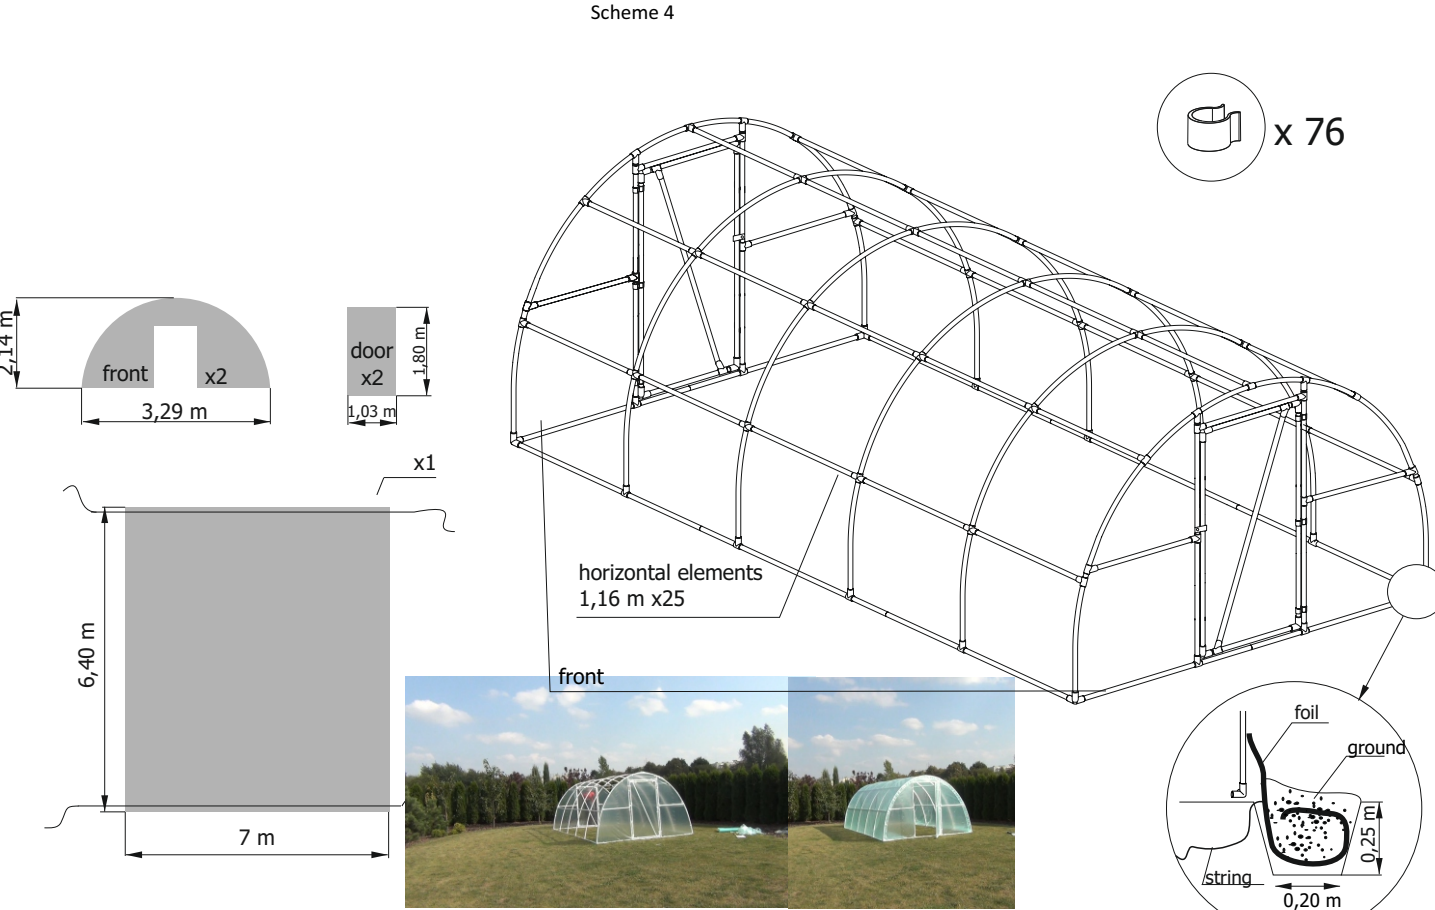 Scheme 4
x 76
2,14 m
front
x2
3,29 m
door
x2
1,80 m
1,03 m
x1
6,40 m
7 m
horizontal elements
1,16 m x25
front
foil
ground
string
0,25 m
0,20 m